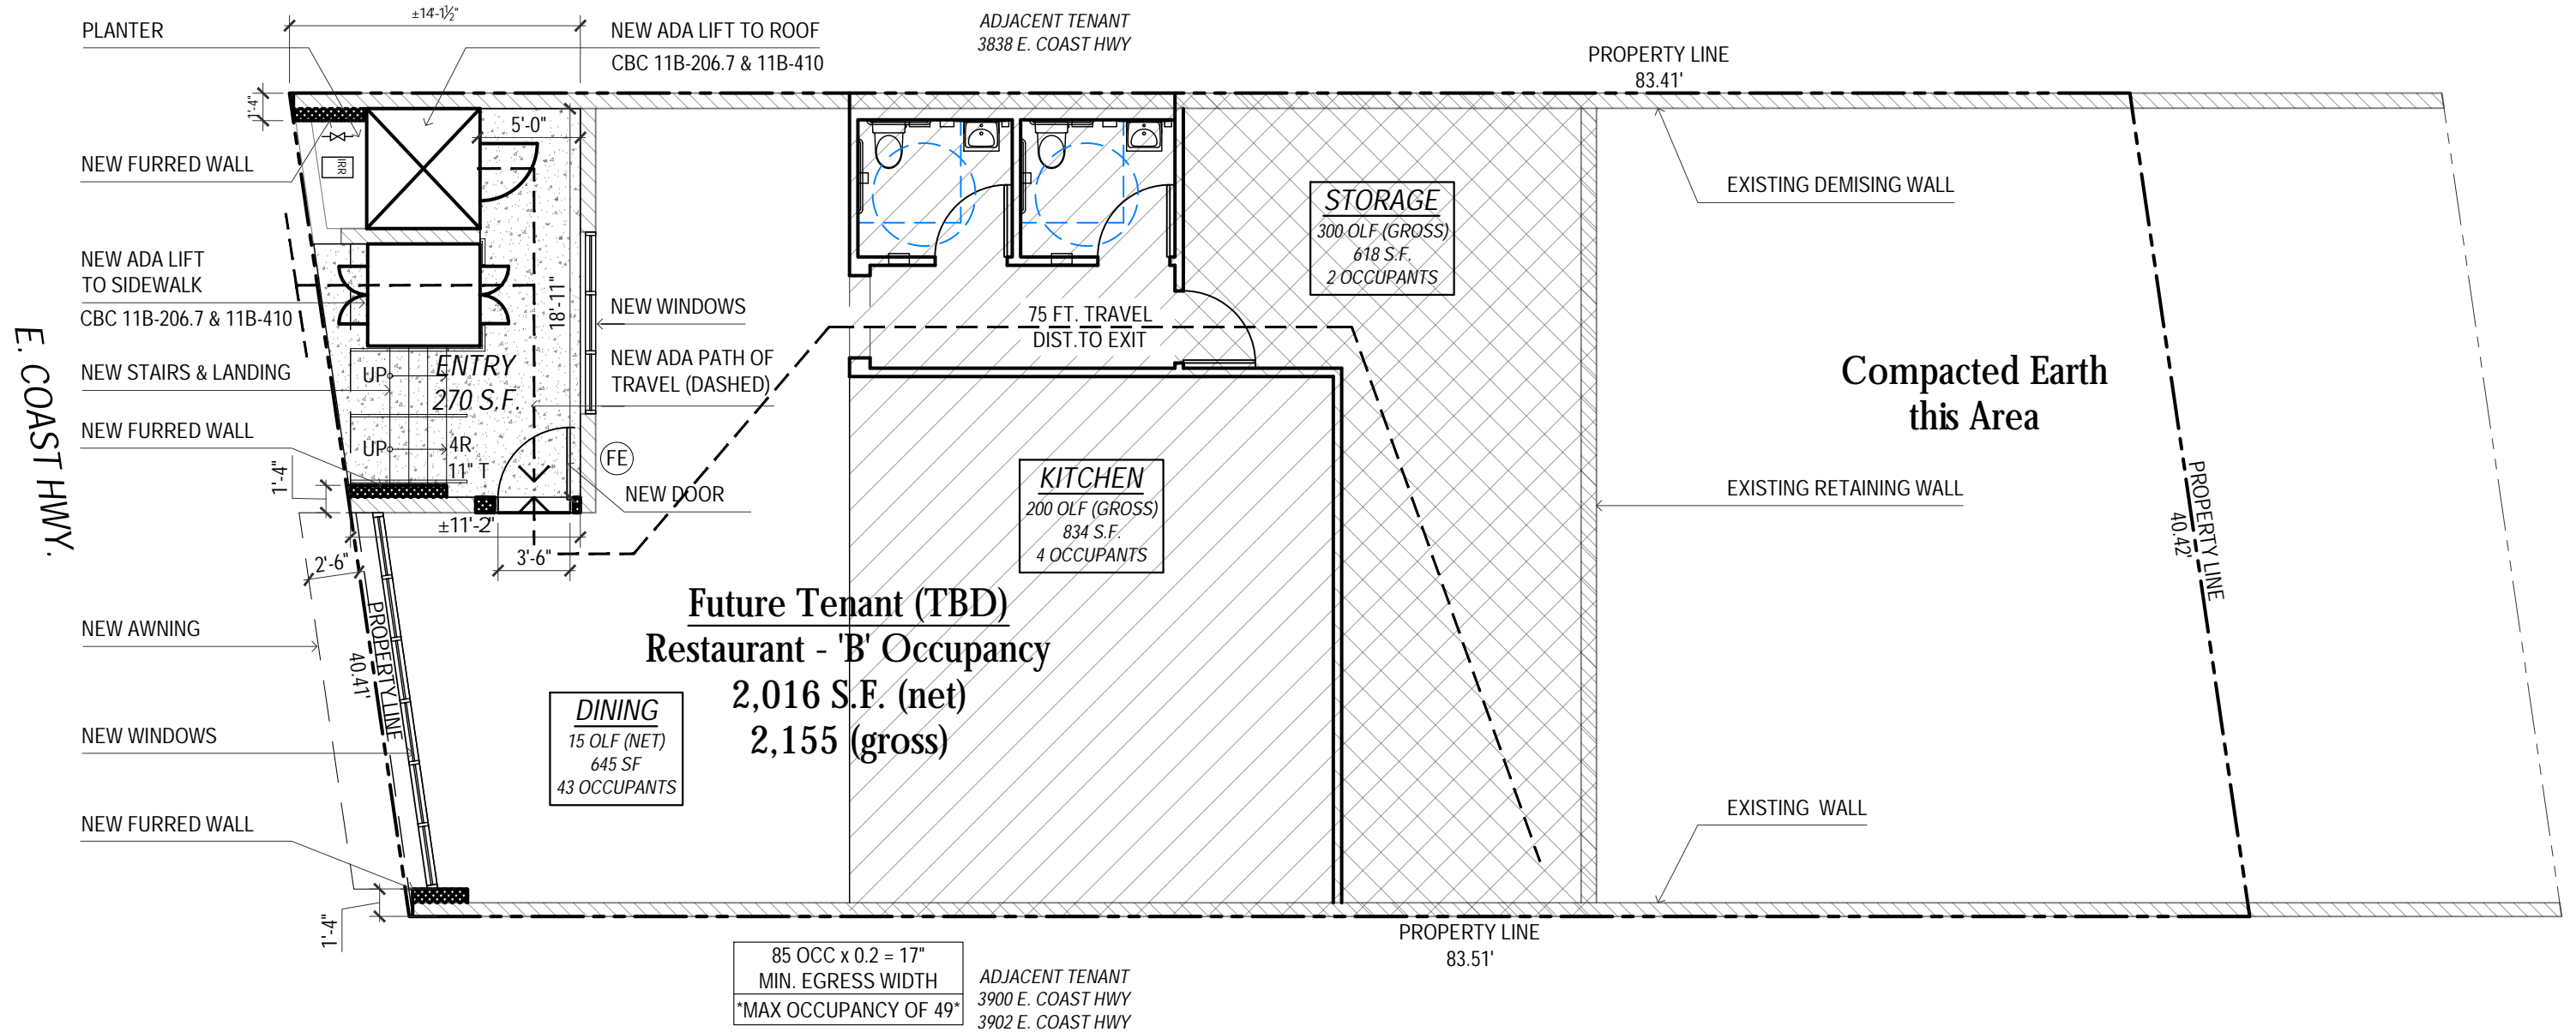 ±14'-1½"
ADJACENT TENANT
3838 E. COAST HWY
PLANTER
NEW ADA LIFT TO ROOF
CBC 11B-206.7 & 11B-410
PROPERTY LINE
83.41'
1'-4"
5'-0"
IRR
NEW FURRED WALL
EXISTING DEMISING WALL
STORAGE
300 OLF (GROSS)
618 S.F.
2 OCCUPANTS
NEW ADA LIFT
TO SIDEWALK
CBC 11B-206.7 & 11B-410
18'-11"
NEW WINDOWS
75 FT. TRAVEL
DIST.TO EXIT
E. COAST HWY.
NEW STAIRS & LANDING
UP
ENTRY
270 S.F.
NEW ADA PATH OF
TRAVEL (DASHED)
Compacted Earth
this Area
NEW FURRED WALL
UP
4R
11" T
FE
NEW DOOR
1'-4"
±11'-2"
3'-6"
2'-6"
KITCHEN
200 OLF (GROSS)
834 S.F.
4 OCCUPANTS
EXISTING RETAINING WALL
PROPERTY LINE
40.42'
Future Tenant (TBD)
Restaurant - 'B' Occupancy
2,016 S.F. (net)
2,155 (gross)
NEW AWNING
PROPERTY LINE
40.41'
NEW WINDOWS
DINING
15 OLF (NET)
645 SF
43 OCCUPANTS
NEW FURRED WALL
EXISTING WALL
1'-4"
PROPERTY LINE
83.51'
85 OCC x 0.2 = 17"
MIN. EGRESS WIDTH
*MAX OCCUPANCY OF 49*
ADJACENT TENANT
3900 E. COAST HWY
3902 E. COAST HWY